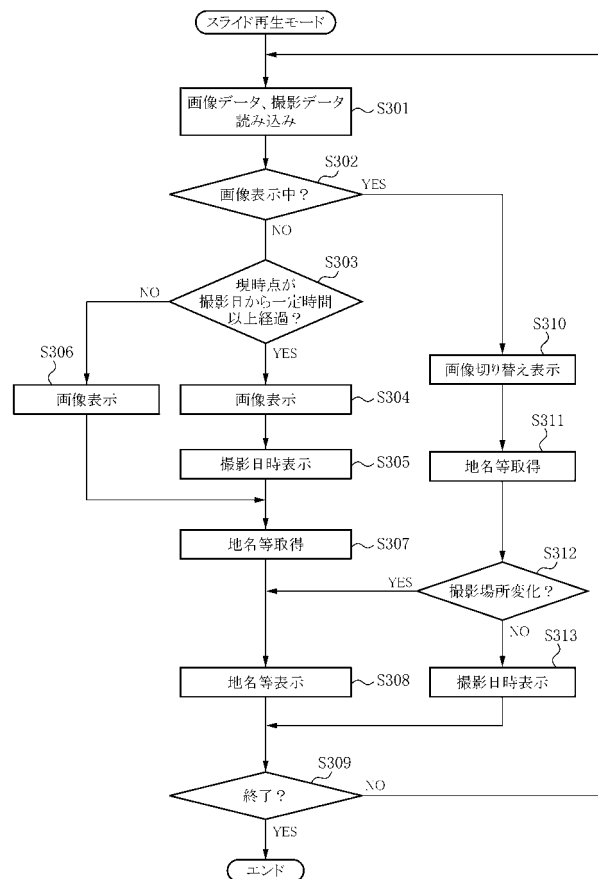 スライド再生モード
画像データ、撮影データ
読み込み
S301
S302
画像表示中？
YES
NO
S303
現時点が
撮影日から一定時間
以上経過？
NO
YES
S306
画像表示
画像表示
S304
S310
画像切り替え表示
撮影日時表示
S305
S311
地名等取得
地名等取得
S307
S312
撮影場所変化？
YES
NO
地名等表示
S308
S313
撮影日時表示
S309
終了？
NO
YES
エンド